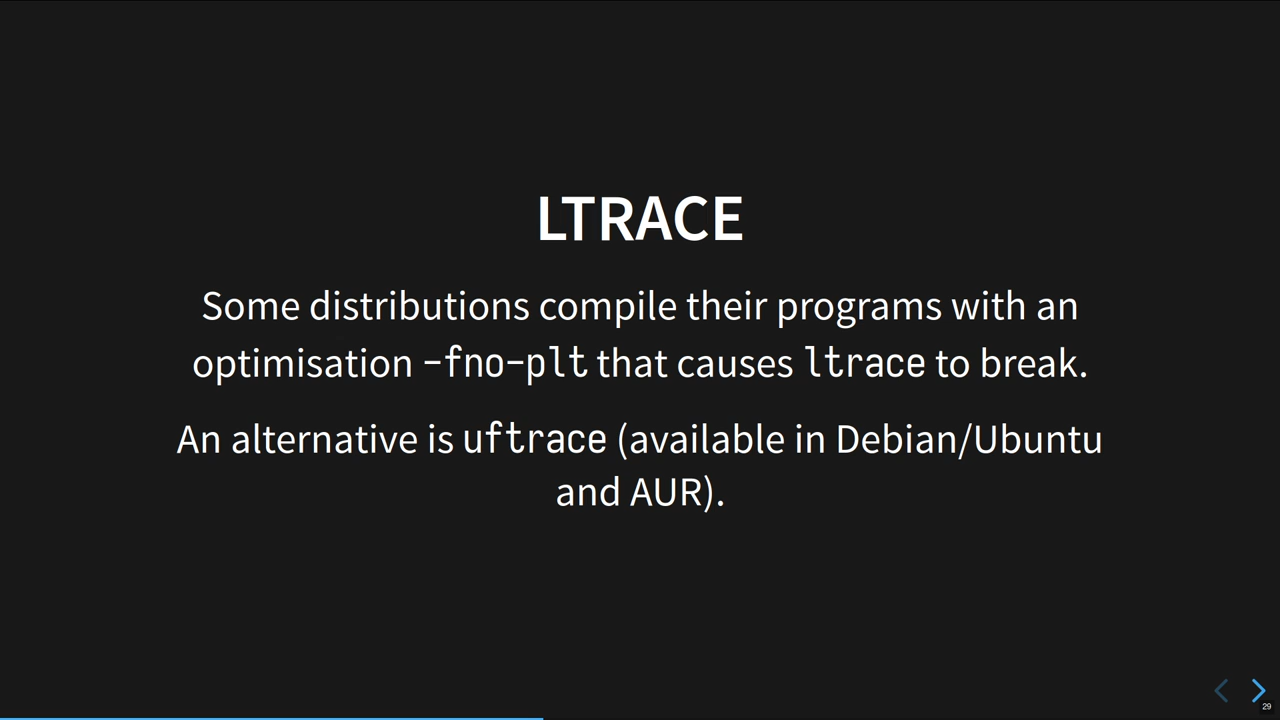 LTRACE
Some distributions compile their programs with an
optimisation -fno-plt that causes ltrace to break.
An alternative is uftrace (available in Debian/Ubuntu
and AUR).
29